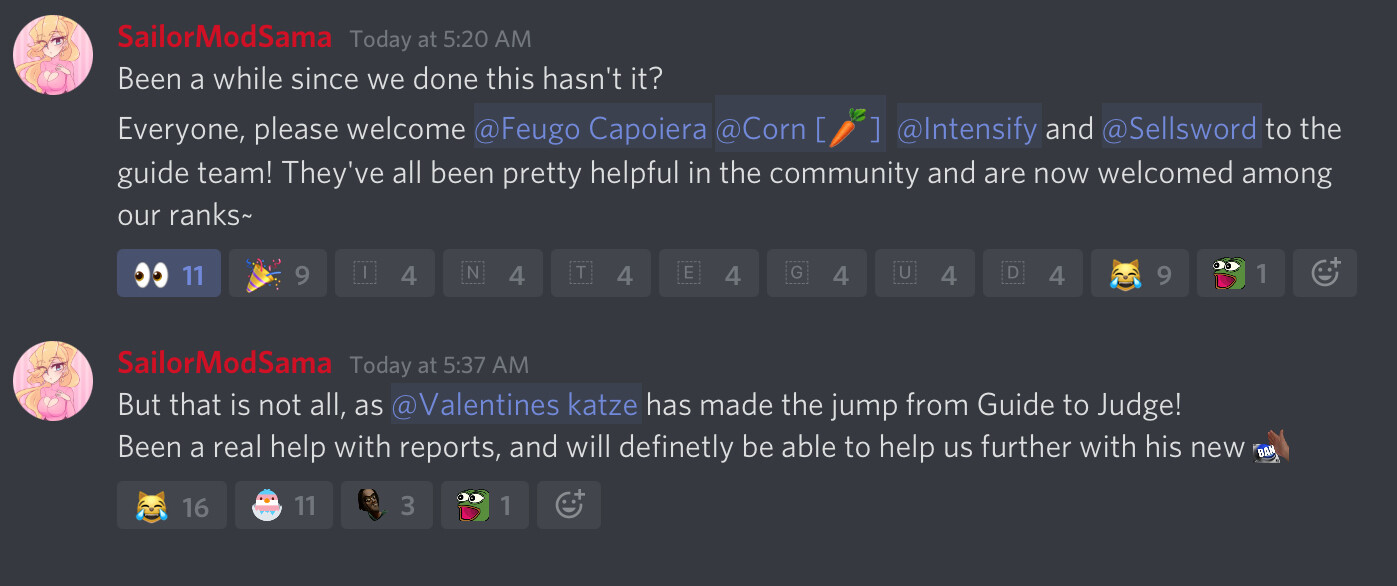 SailorModSama Today at 5:20 AM
Been a while since we done this hasn't it?
Everyone, please welcome @Feugo Capoiera @Corn [🥕] @Intensify and @Sellsword to the
guide team! They've all been pretty helpful in the community and are now welcomed among
our ranks~
👀 11 🎉 9 I 4 N 4 T 4 E 4 G 4 U 4 D 4 😹 9 1
SailorModSama Today at 5:37 AM
But that is not all, as @Valentines katze has made the jump from Guide to Judge!
Been a real help with reports, and will definetly be able to help us further with his new BAN
😹 16 11 3 1